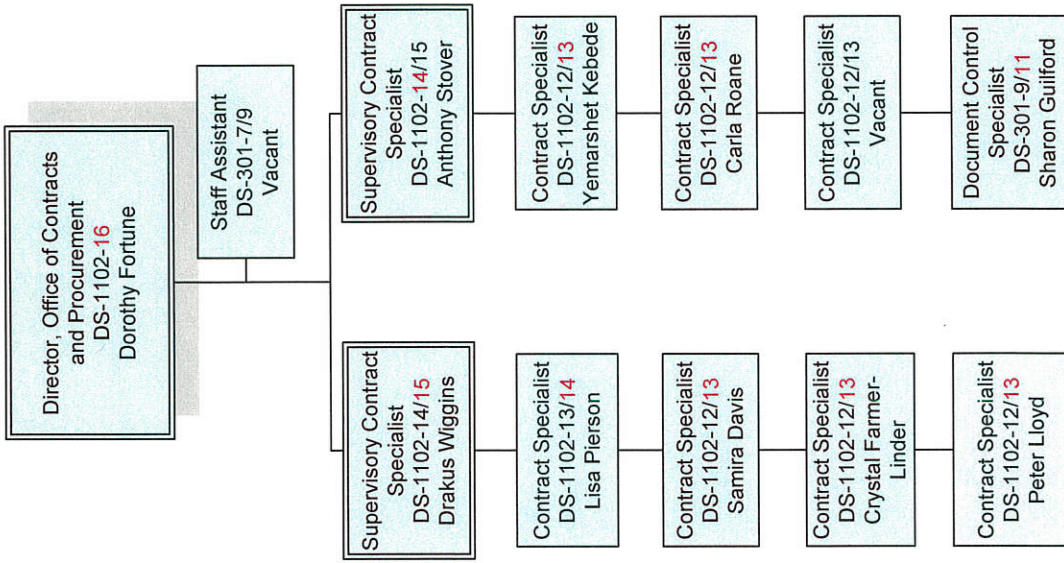 Director, Office of Contracts
and Procurement
DS-1102-16
Dorothy Fortune
Staff Assistant
DS-301-7/9
Vacant
Supervisory Contract
Specialist
DS-1102-14/15
Drakus Wiggins
Contract Specialist
DS-1102-13/14
Lisa Pierson
Contract Specialist
DS-1102-12/13
Samira Davis
Contract Specialist
DS-1102-12/13
Crystal Farmer-
Linder
Contract Specialist
DS-1102-12/13
Peter Lloyd
Supervisory Contract
Specialist
DS-1102-14/15
Anthony Stover
Contract Specialist
DS-1102-12/13
Yemarshet Kebede
Contract Specialist
DS-1102-12/13
Carla Roane
Contract Specialist
DS-1102-12/13
Vacant
Document Control
Specialist
DS-301-9/11
Sharon Guilford